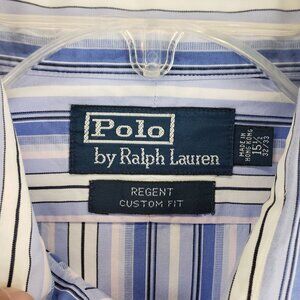 Polo
by Ralph Lauren
MADE IN
HONG KONG
15½
32/33
REGENT
CUSTOM FIT